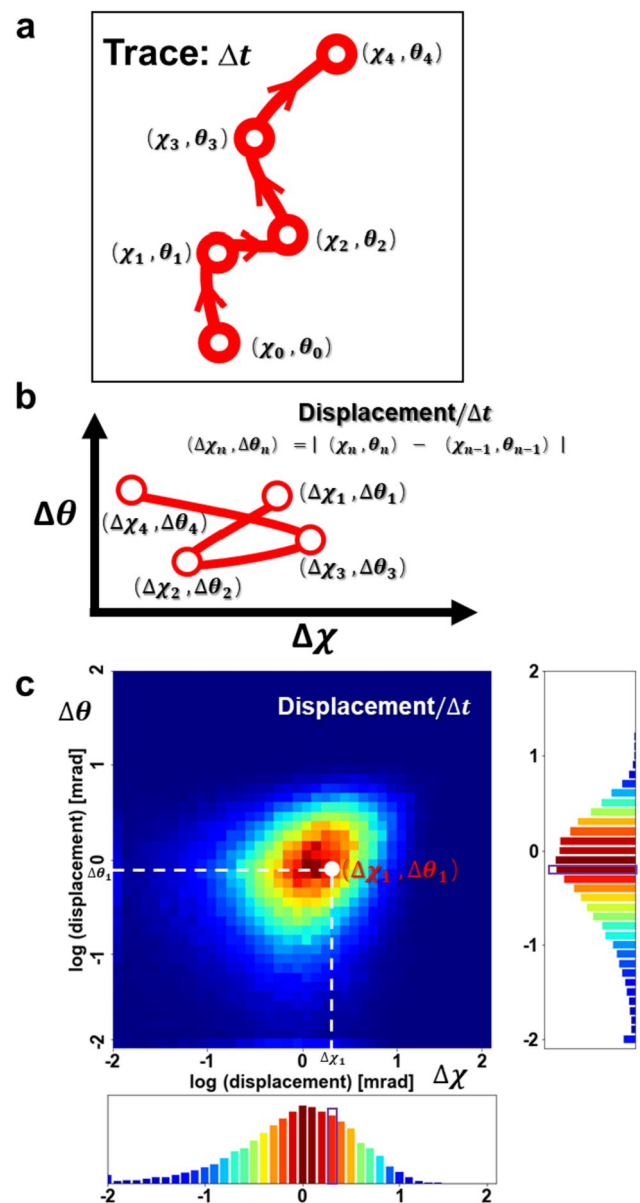 a
Trace: Δt
(χ₄, θ₄)
(χ₃, θ₃)
(χ₁, θ₁)
(χ₂, θ₂)
(χ₀, θ₀)
b
Displacement/Δt
(Δχₙ, Δθₙ) = | (χₙ, θₙ) − (χₙ₋₁, θₙ₋₁) |
Δθ
(Δχ₁, Δθ₁)
(Δχ₄, Δθ₄)
(Δχ₃, Δθ₃)
(Δχ₂, Δθ₂)
Δχ
c
Δθ
Displacement/Δt
log (displacement) [mrad]
2
1
0
-1
-2
Δθ₁
(Δχ₁, Δθ₁)
-2 -1 0 1 2
Δχ₁
log (displacement) [mrad] Δχ
2
1
0
-1
-2
-2 -1 0 1 2